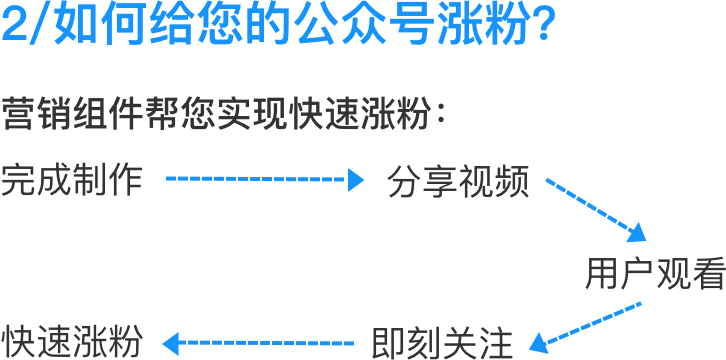 2/如何给您的公众号涨粉？
营销组件帮您实现快速涨粉：
完成制作
分享视频
用户观看
即刻关注
快速涨粉